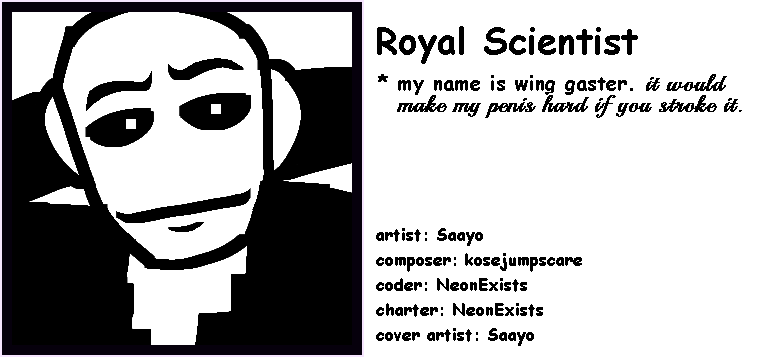 Royal Scientist
* my name is wing gaster. it would
make my penis hard if you stroke it.
artist: Saayo
composer: kosejumpscare
coder: NeonExists
charter: NeonExists
cover artist: Saayo